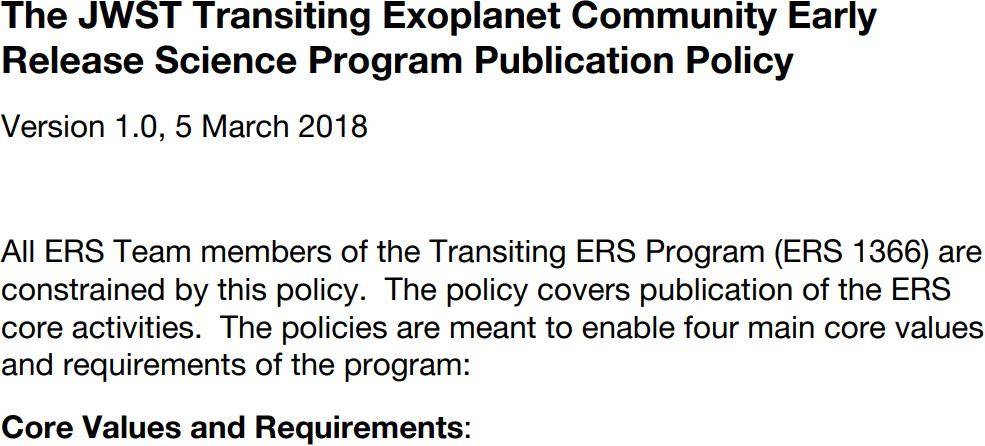 The JWST Transiting Exoplanet Community Early
Release Science Program Publication Policy
Version 1.0, 5 March 2018
All ERS Team members of the Transiting ERS Program (ERS 1366) are
constrained by this policy.  The policy covers publication of the ERS
core activities.  The policies are meant to enable four main core values
and requirements of the program:
Core Values and Requirements: